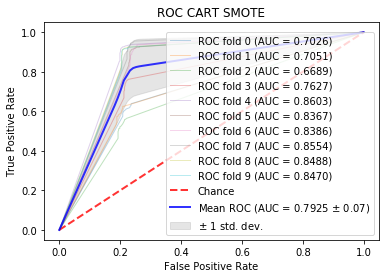 ROC CART SMOTE
True Positive Rate
1.0
0.8
0.6
0.4
0.2
0.0
ROC fold 0 (AUC = 0.7026)
ROC fold 1 (AUC = 0.7051)
ROC fold 2 (AUC = 0.6689)
ROC fold 3 (AUC = 0.7627)
ROC fold 4 (AUC = 0.8603)
ROC fold 5 (AUC = 0.8367)
ROC fold 6 (AUC = 0.8386)
ROC fold 7 (AUC = 0.8554)
ROC fold 8 (AUC = 0.8488)
ROC fold 9 (AUC = 0.8470)
Chance
Mean ROC (AUC = 0.7925 ± 0.07)
± 1 std. dev.
0.0 0.2 0.4 0.6 0.8 1.0
False Positive Rate